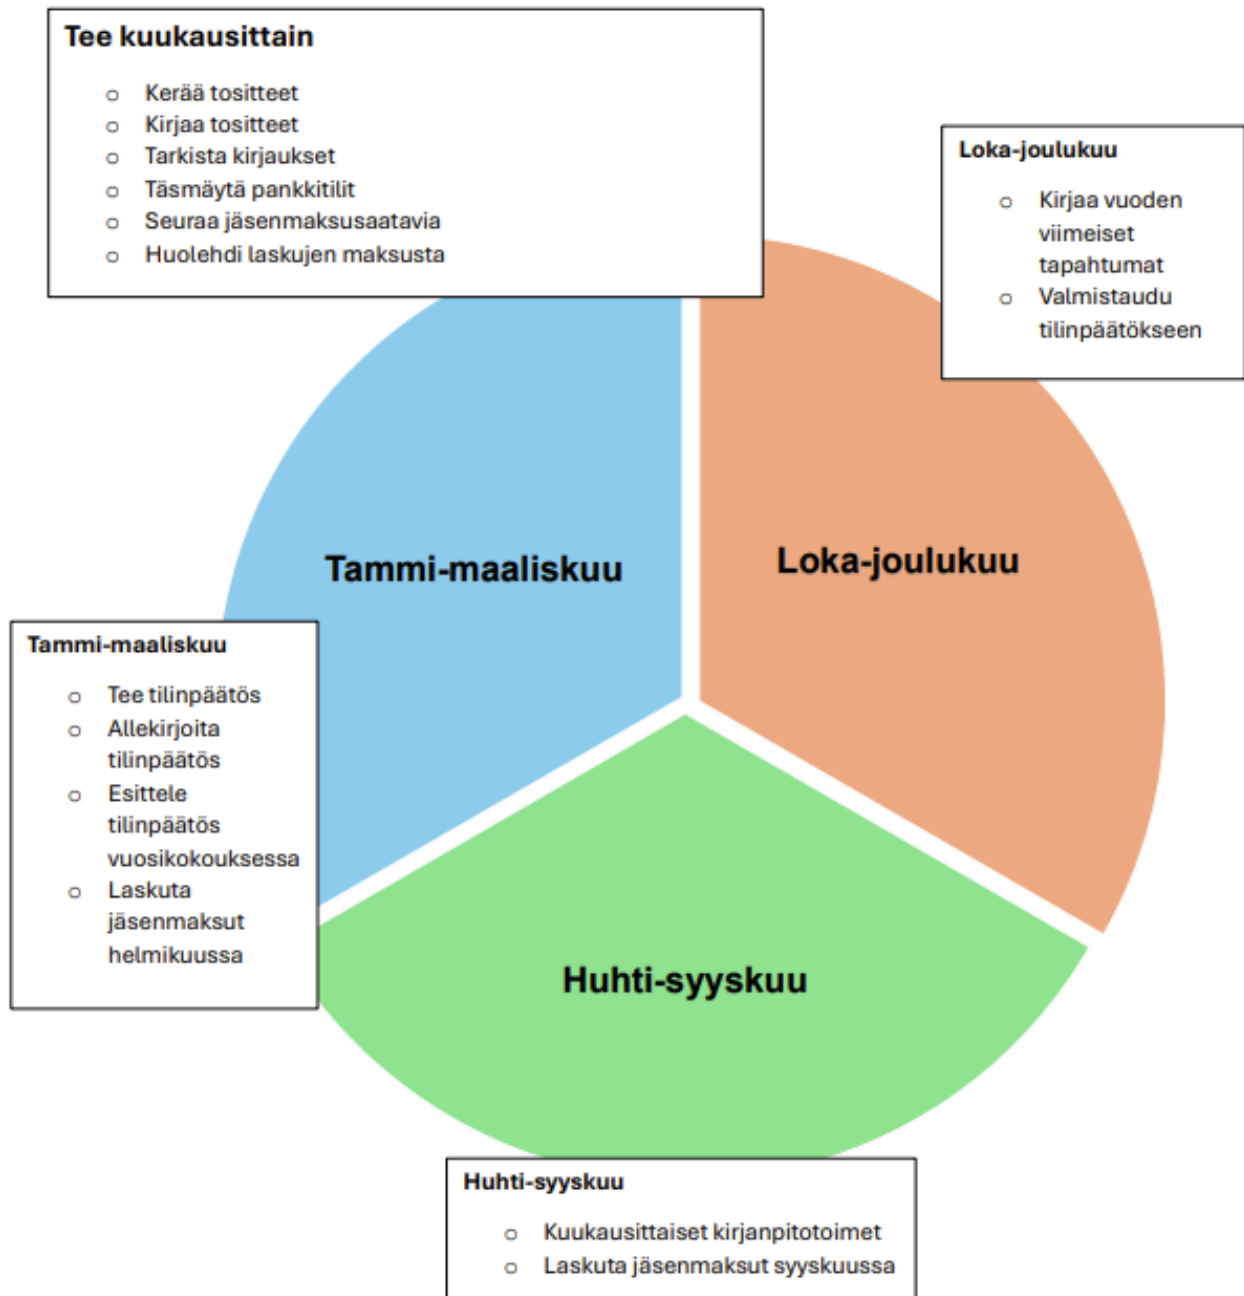 Tee kuukausittain
o Kerää tositteet
o Kirjaa tositteet
o Tarkista kirjaukset
o Täsmäytä pankkitilit
o Seuraa jäsenmaksusaatavia
o Huolehdi laskujen maksusta
Loka-joulukuu
o Kirjaa vuoden
viimeiset
tapahtumat
o Valmistaudu
tilinpäätökseen
Tammi-maaliskuu
Loka-joulukuu
Tammi-maaliskuu
o Tee tilinpäätös
o Allekirjoita
tilinpäätös
o Esittele
tilinpäätös
vuosikokouksessa
o Laskuta
jäsenmaksut
helmikuussa
Huhti-syyskuu
Huhti-syyskuu
o Kuukausittaiset kirjanpitotoimet
o Laskuta jäsenmaksut syyskuussa